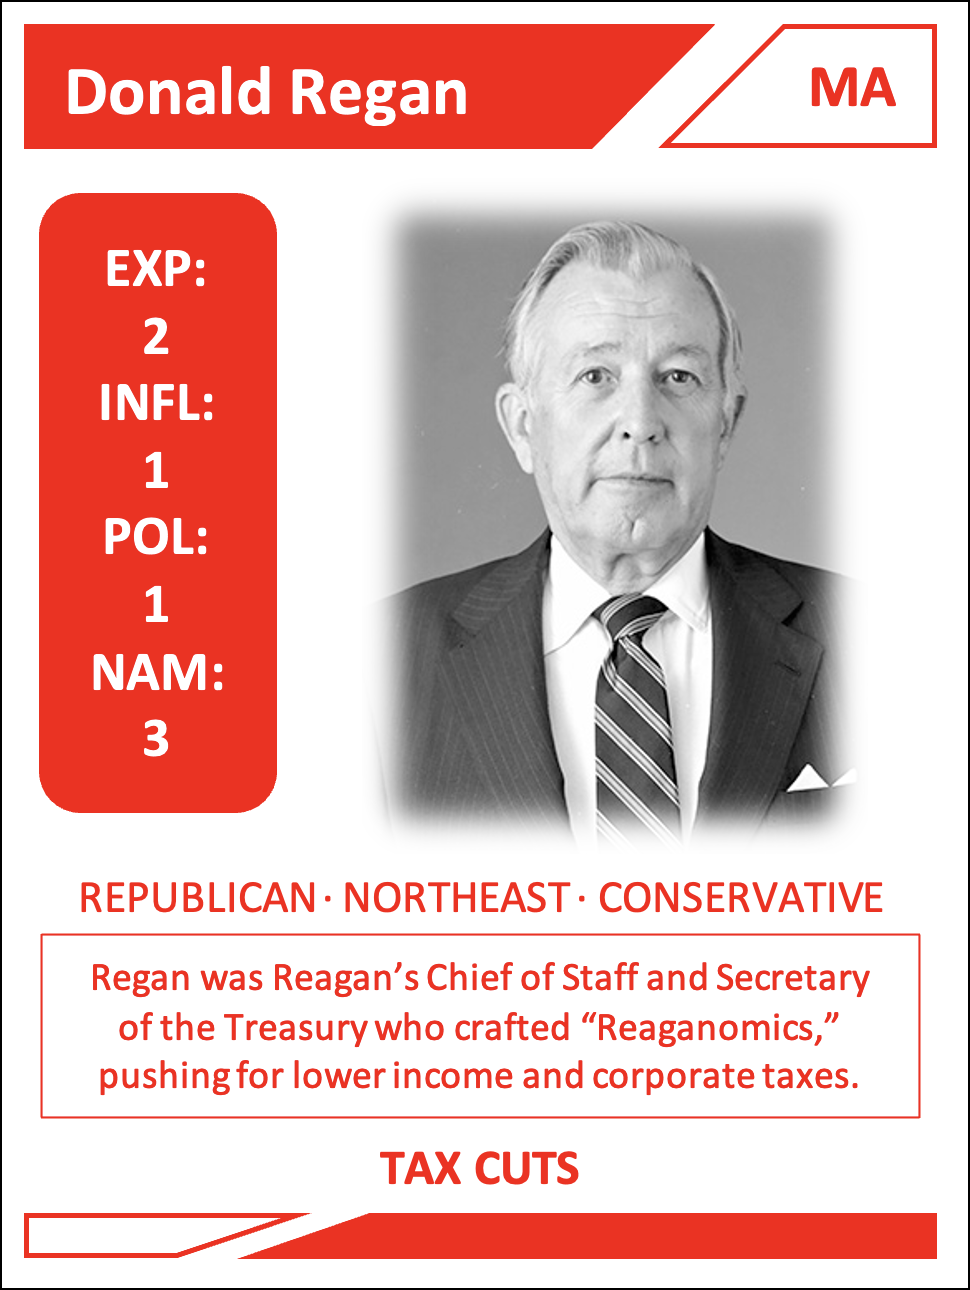 Donald Regan
MA
EXP:
2
INFL:
1
POL:
1
NAM:
3
REPUBLICAN · NORTHEAST · CONSERVATIVE
Regan was Reagan’s Chief of Staff and Secretary
of the Treasury who crafted “Reaganomics,”
pushing for lower income and corporate taxes.
TAX CUTS